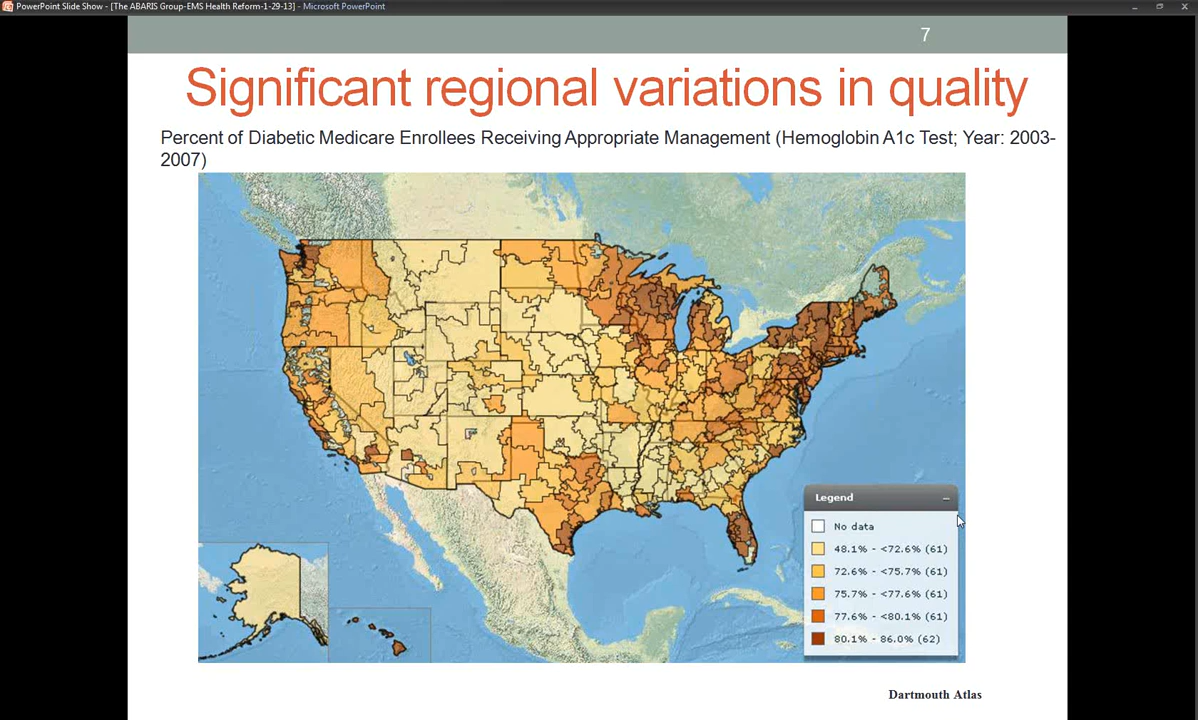 PowerPoint Slide Show - [The ABARIS Group-EMS Health Reform-1-29-13] - Microsoft PowerPoint
7
Significant regional variations in quality
Percent of Diabetic Medicare Enrollees Receiving Appropriate Management (Hemoglobin A1c Test; Year: 2003-
2007)
Legend
No data
48.1% - <72.6% (61)
72.6% - <75.7% (61)
75.7% - <77.6% (61)
77.6% - <80.1% (61)
80.1% - 86.0% (62)
Dartmouth Atlas